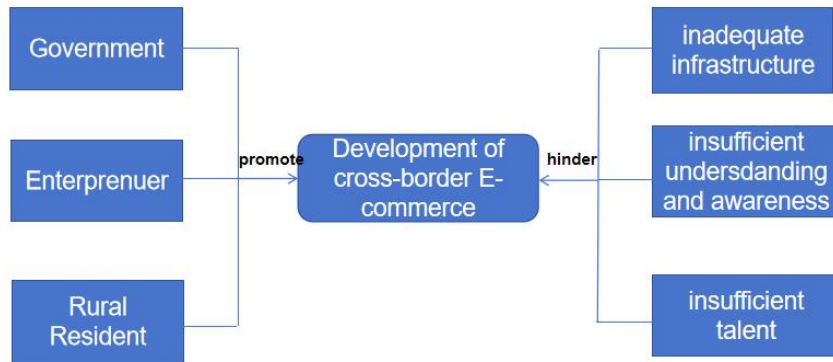 Government
Enterprenuer
Rural
Resident
promote
Development of
cross-border E-
commerce
hinder
inadequate
infrastructure
insufficient
undersdanding
and awareness
insufficient
talent